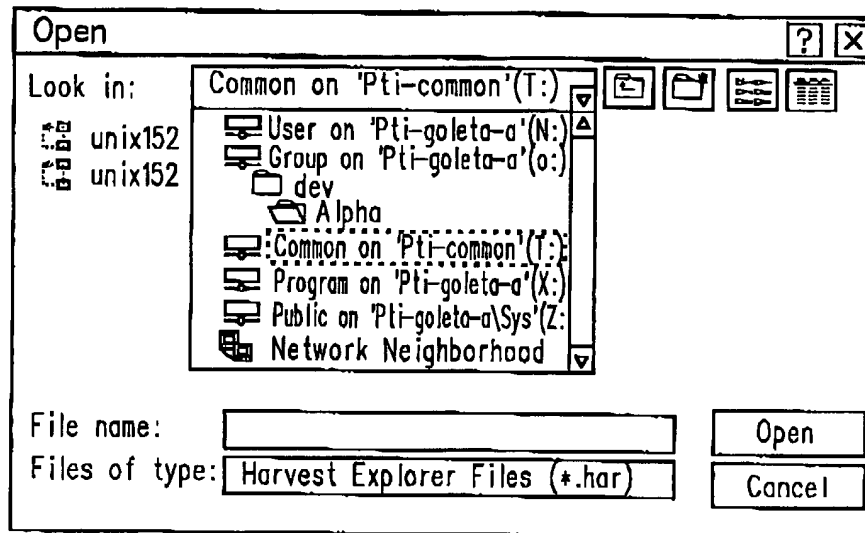 Open
? X
Look in:
Common on 'Pti-common'(T:)
unix152
unix152
User on 'Pti-goleta-a'(N:)
Group on 'Pti-goleta-a'(o:)
dev
Alpha
Common on 'Pti-common'(T:)
Program on 'Pti-goleta-a'(X:)
Public on 'Pti-goleta-a\Sys'(Z:
Network Neighborhood
File name:
Open
Files of type:
Harvest Explorer Files (*.har)
Cancel